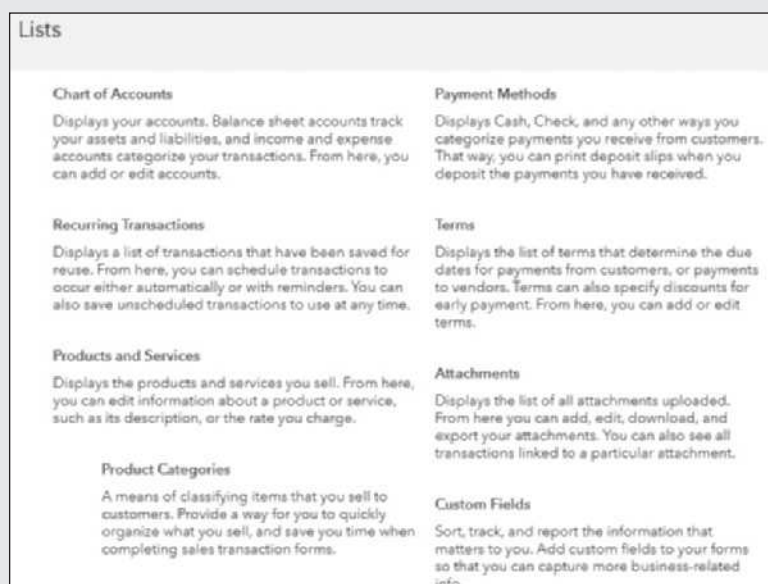 Lists
Chart of Accounts
Displays your accounts. Balance sheet accounts track
your assets and liabilities, and income and expense
accounts categorize your transactions. From here, you
can add or edit accounts.
Recurring Transactions
Displays a list of transactions that have been saved for
reuse. From here, you can schedule transactions to
occur either automatically or with reminders. You can
also save unscheduled transactions to use at any time.
Products and Services
Displays the products and services you sell. From here,
you can edit information about a product or service,
such as its description, or the rate you charge.
Product Categories
A means of classifying items that you sell to
customers. Provide a way for you to quickly
organize what you sell, and save you time when
completing sales transaction forms.
Payment Methods
Displays Cash, Check, and any other ways you
categorize payments you receive from customers.
That way, you can print deposit slips when you
deposit the payments you have received.
Terms
Displays the list of terms that determine the due
dates for payments from customers, or payments
to vendors. Terms can also specify discounts for
early payment. From here, you can add or edit
terms.
Attachments
Displays the list of all attachments uploaded.
From here you can add, edit, download, and
export your attachments. You can also see all
transactions linked to a particular attachment.
Custom Fields
Sort, track, and report the information that
matters to you. Add custom fields to your forms
so that you can capture more business-related
info.